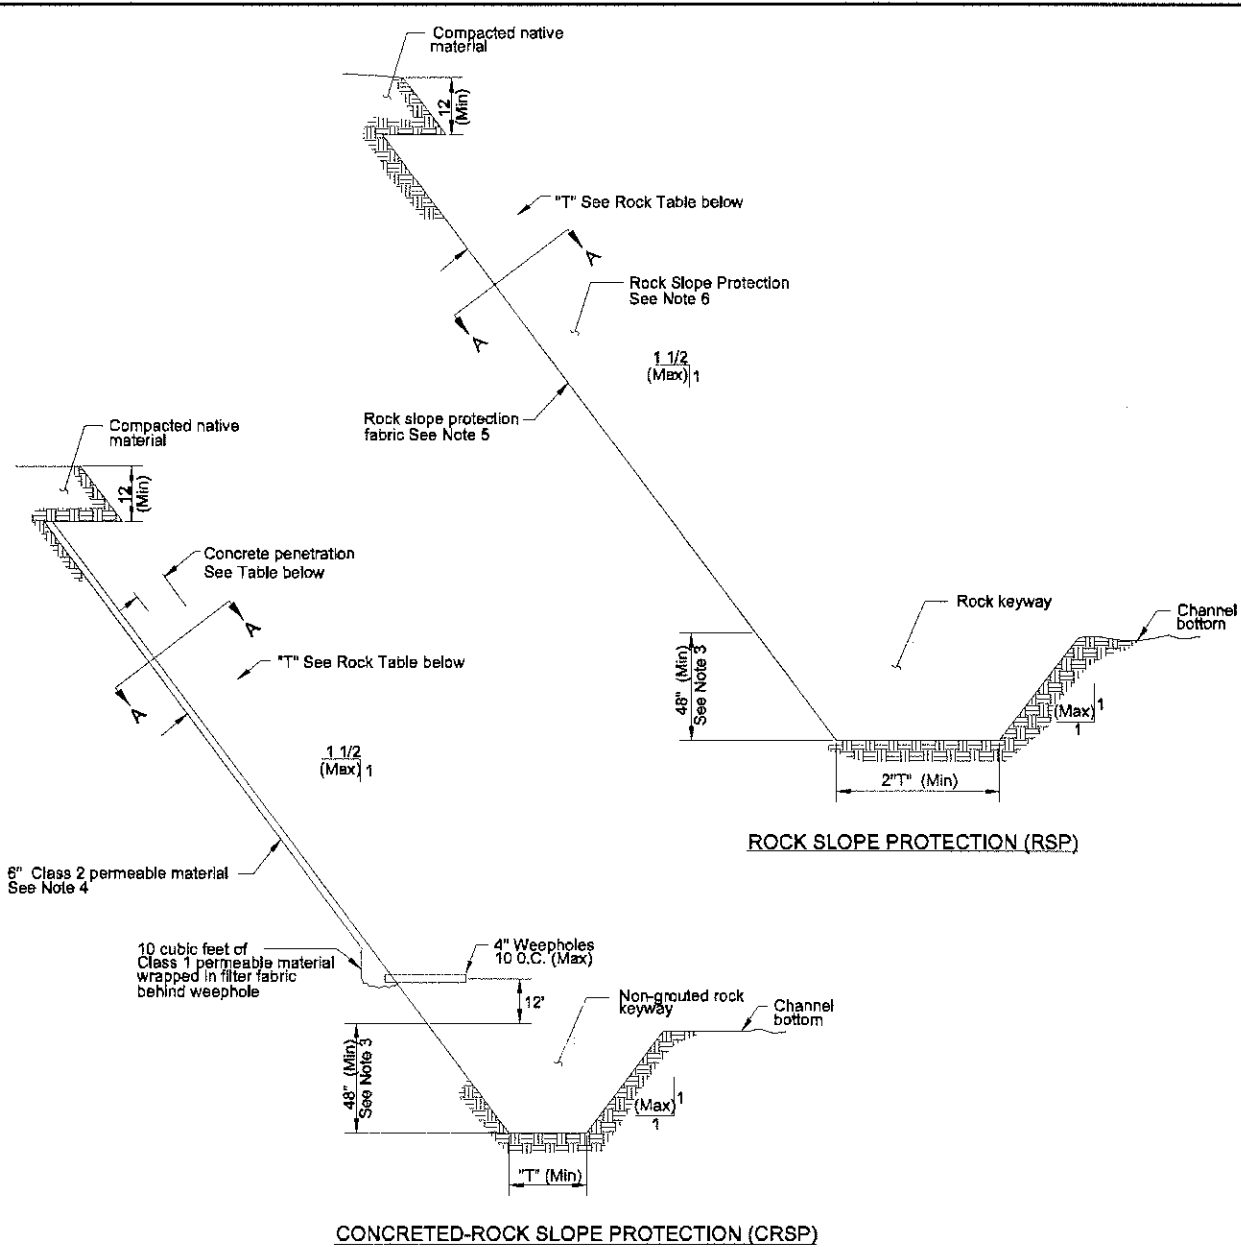 Compacted native
material
12
(Min)
"T" See Rock Table below
A
A
Rock Slope Protection
See Note 6
1 1/2
(Max) 1
Rock slope protection
fabric See Note 5
Rock keyway
Channel
bottom
48" (Min)
See Note 3
(Max) 1
1
2"T" (Min)
ROCK SLOPE PROTECTION (RSP)
Compacted native
material
12
(Min)
Concrete penetration
See Table below
A
A
"T" See Rock Table below
1 1/2
(Max) 1
6" Class 2 permeable material
See Note 4
10 cubic feet of
Class 1 permeable material
wrapped in filter fabric
behind weephole
4" Weepholes
10 O.C. (Max)
12'
Non-grouted rock
keyway
Channel
bottom
48" (Min)
See Note 3
(Max) 1
1
"T" (Min)
CONCRETED-ROCK SLOPE PROTECTION (CRSP)